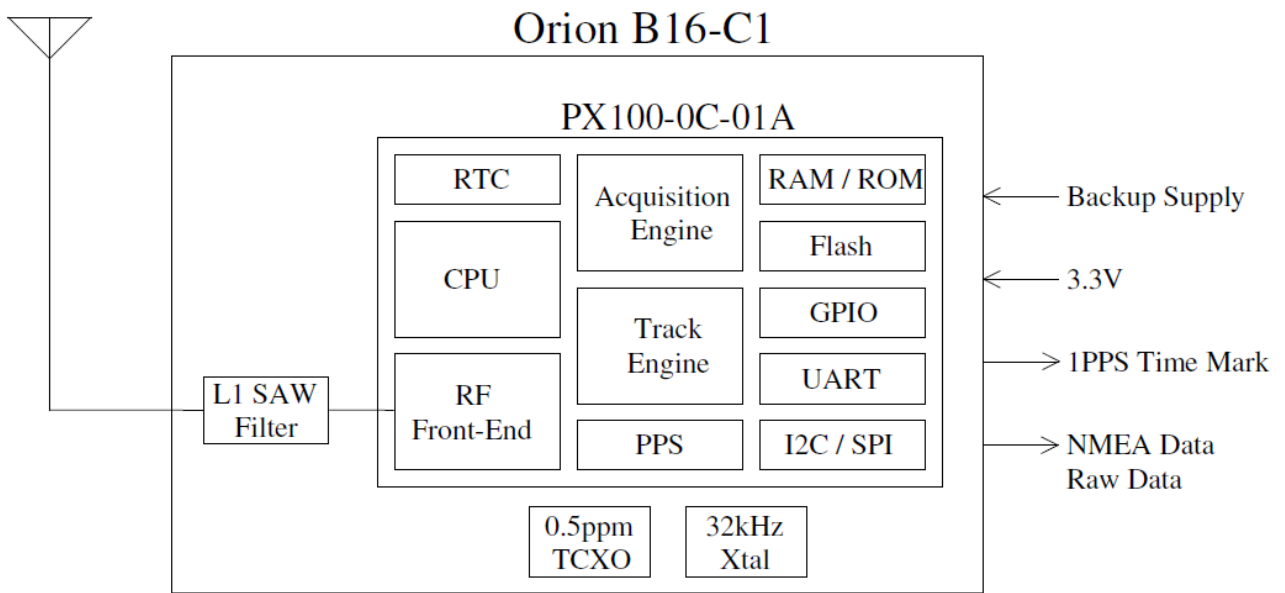 Orion B16-C1
PX100-0C-01A
RTC
Acquisition
Engine
RAM / ROM
CPU
Flash
Track
Engine
GPIO
RF
Front-End
UART
PPS
I2C / SPI
L1 SAW
Filter
0.5ppm
TCXO
32kHz
Xtal
Backup Supply
3.3V
1PPS Time Mark
NMEA Data
Raw Data